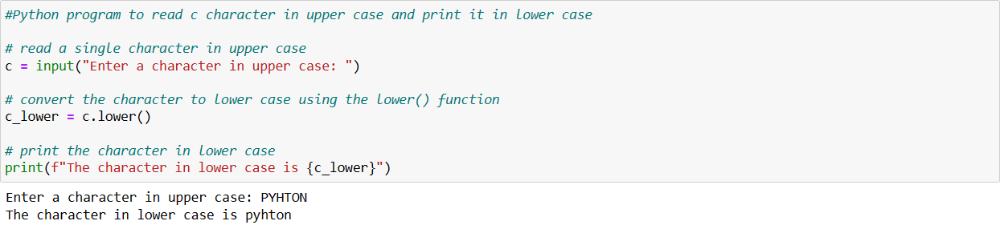 #Python program to read c character in upper case and print it in lower case
# read a single character in upper case
c = input("Enter a character in upper case: ")
# convert the character to lower case using the lower() function
c_lower = c.lower()
# print the character in lower case
print(f"The character in lower case is {c_lower}")
Enter a character in upper case: PYHTON
The character in lower case is pyhton